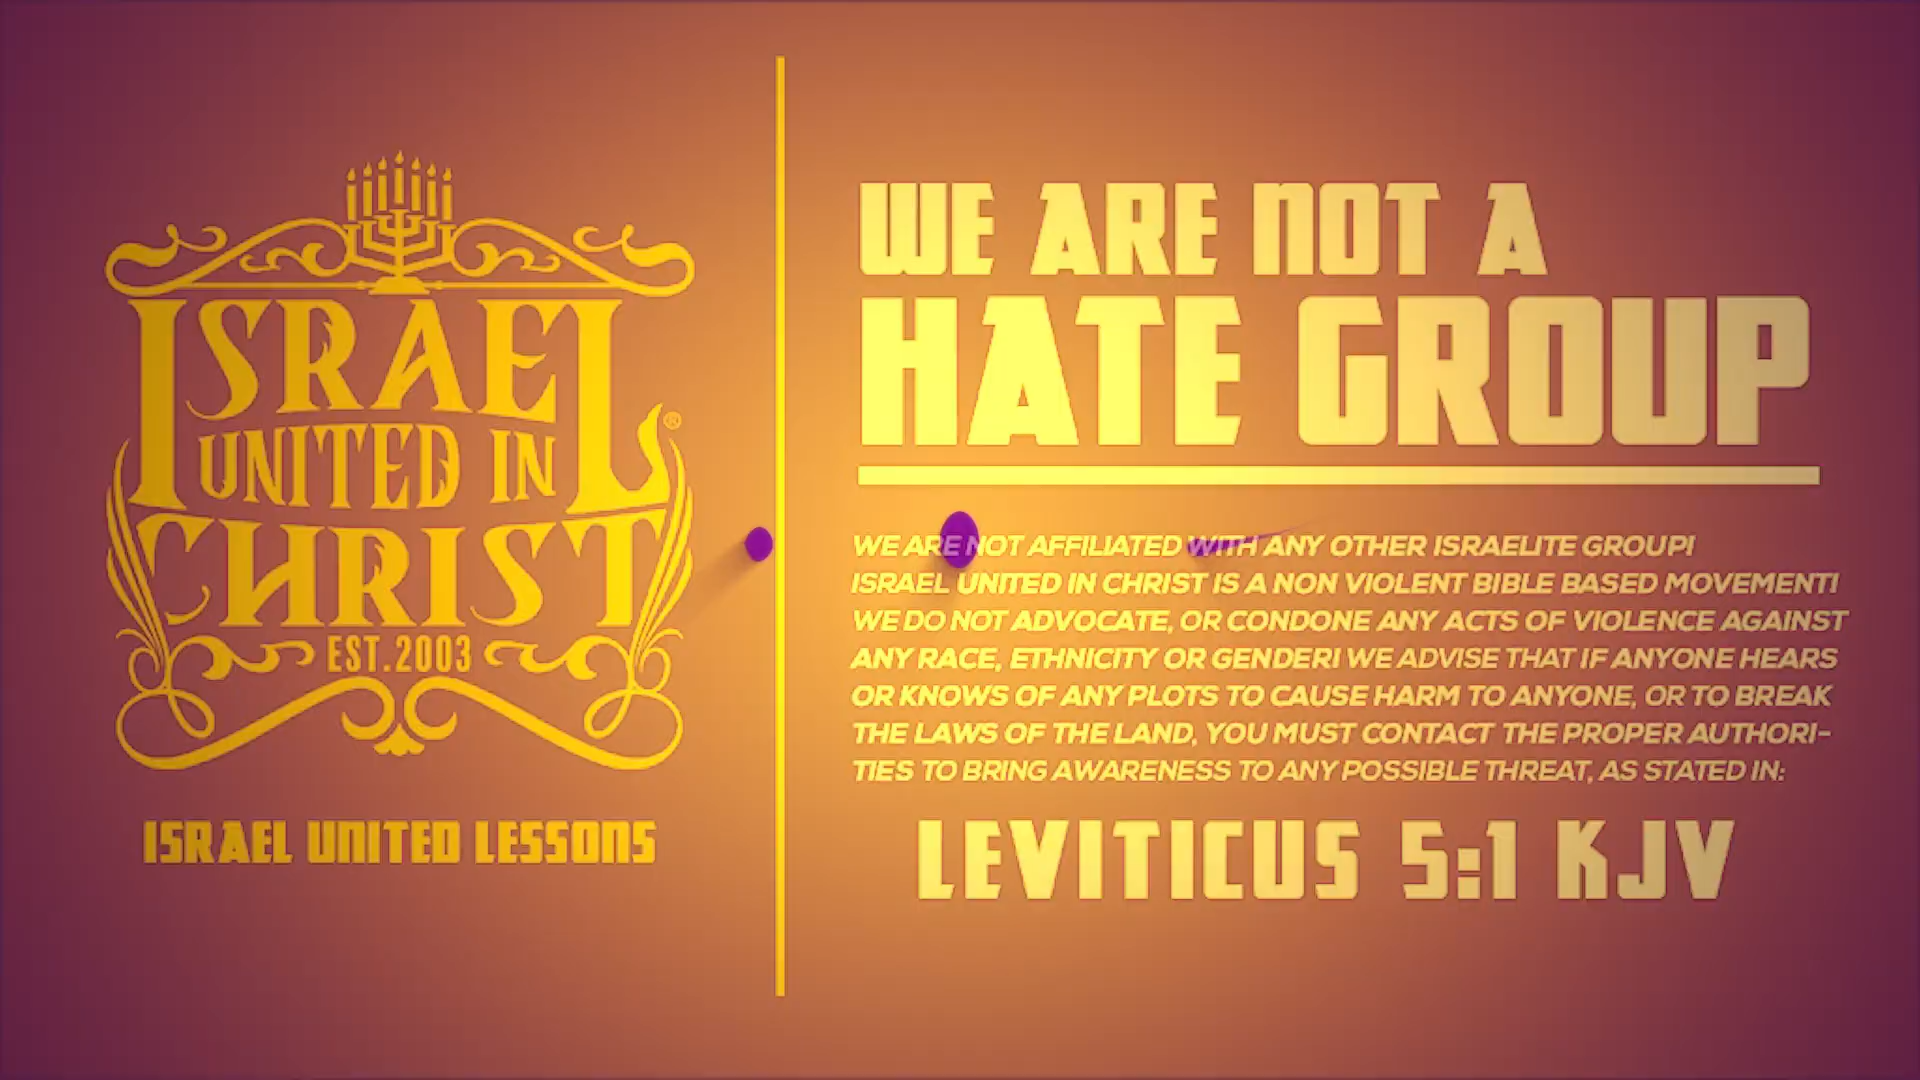 ISRAEL
UNITED IN
CHRIST
®
EST.2003
ISRAEL UNITED LESSONS
WE ARE NOT A
HATE GROUP
WE ARE NOT AFFILIATED WITH ANY OTHER ISRAELITE GROUP!
ISRAEL UNITED IN CHRIST IS A NON VIOLENT BIBLE BASED MOVEMENT!
WE DO NOT ADVOCATE, OR CONDONE ANY ACTS OF VIOLENCE AGAINST
ANY RACE, ETHNICITY OR GENDER! WE ADVISE THAT IF ANYONE HEARS
OR KNOWS OF ANY PLOTS TO CAUSE HARM TO ANYONE, OR TO BREAK
THE LAWS OF THE LAND, YOU MUST CONTACT THE PROPER AUTHORI-
TIES TO BRING AWARENESS TO ANY POSSIBLE THREAT, AS STATED IN:
LEVITICUS 5:1 KJV